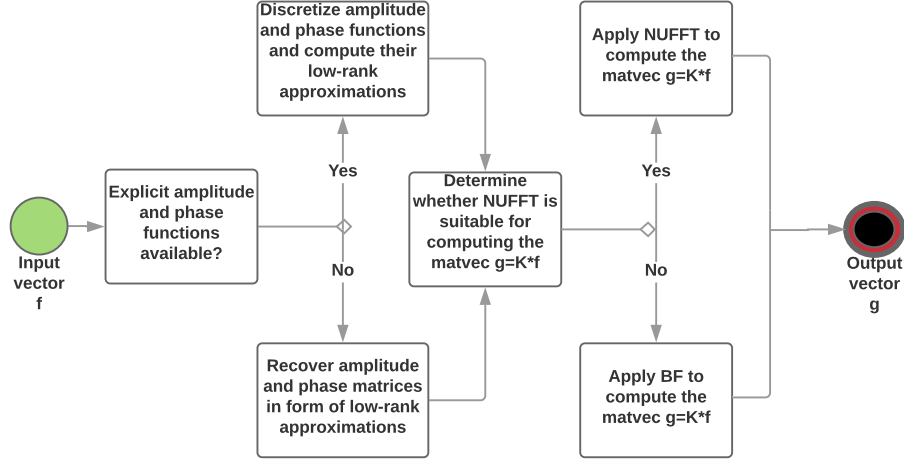 Input
vector
f
Explicit amplitude
and phase
functions
available?
Discretize amplitude
and phase functions
and compute their
low-rank
approximations
Yes
No
Recover amplitude
and phase matrices
in form of low-rank
approximations
Determine
whether NUFFT is
suitable for
computing the
matvec g=K*f
Apply NUFFT to
compute the
matvec g=K*f
Yes
No
Apply BF to
compute the
matvec g=K*f
Output
vector
g